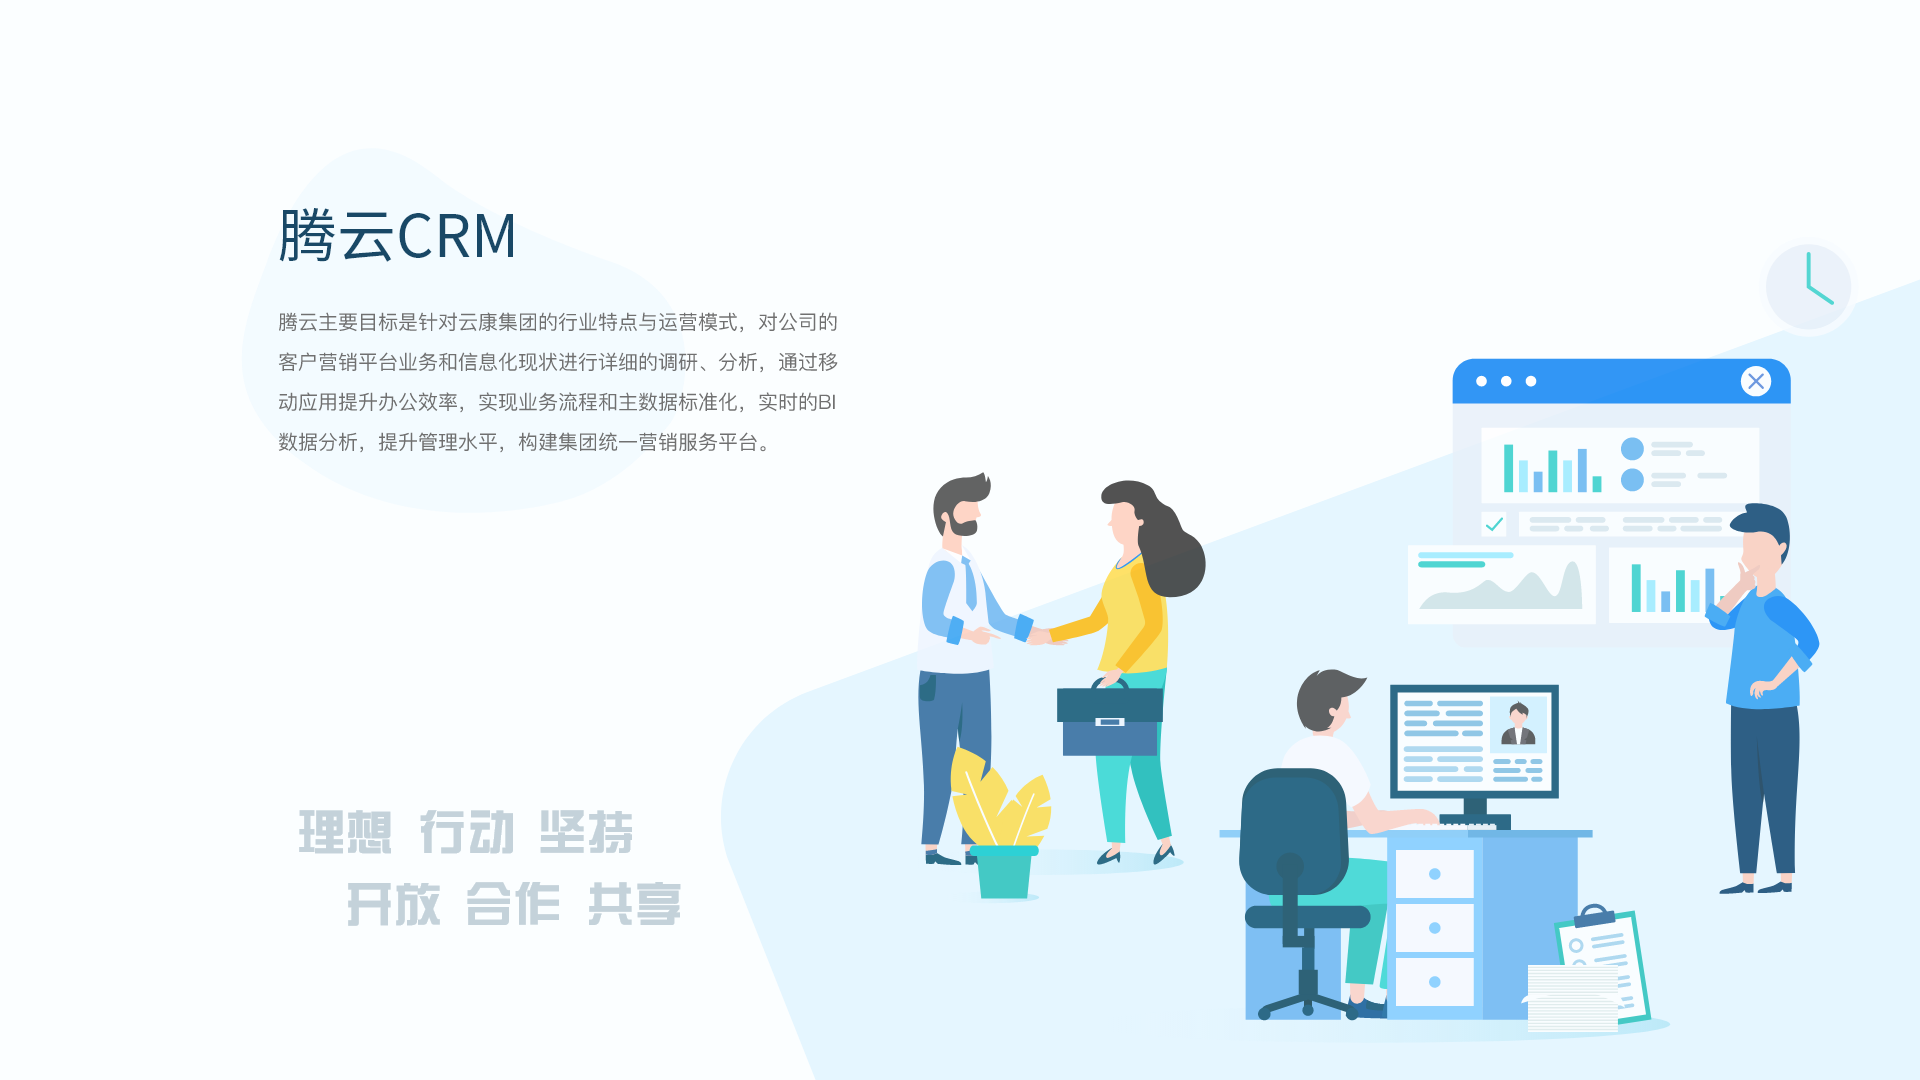 腾云CRM
腾云主要目标是针对云康集团的行业特点与运营模式，对公司的
客户营销平台业务和信息化现状进行详细的调研、分析，通过移
动应用提升办公效率，实现业务流程和主数据标准化，实时的BI
数据分析，提升管理水平，构建集团统一营销服务平台。
理想 行动 坚持
开放 合作 共享